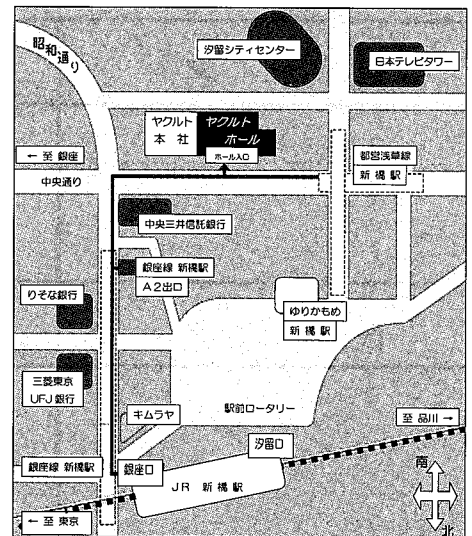 昭和通り
汐留シティセンター
日本テレビタワー
ヤクルト
本社
ヤクルト
ホール
ホール入口
← 至 銀座
中央通り
都営浅草線
新橋駅
中央三井信託銀行
銀座線 新橋駅
A2出口
りそな銀行
ゆりかもめ
新橋駅
三菱東京
UFJ銀行
キムラヤ
駅前ロータリー
至 品川 →
汐留口
銀座線 新橋駅
銀座口
JR 新橋駅
← 至 東京
南
北